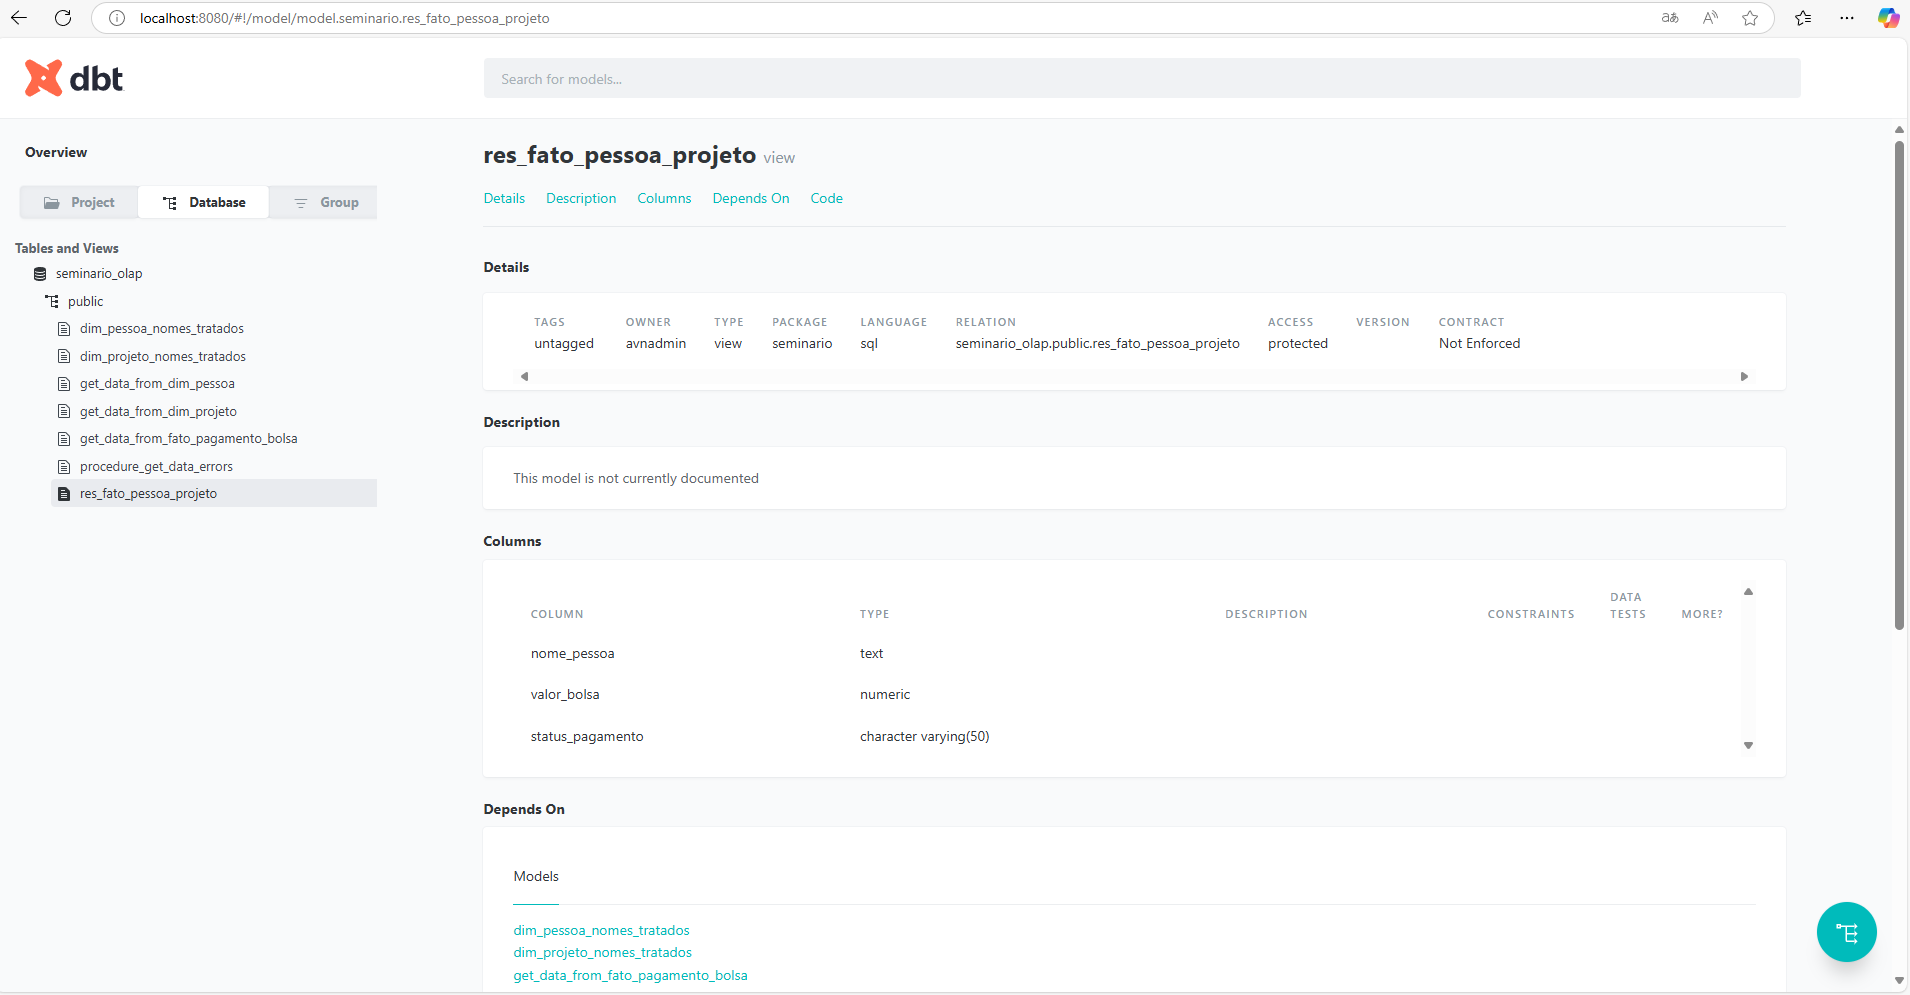 localhost:8080/#!/model/model.seminario.res_fato_pessoa_projeto
dbt
Search for models...
Overview
Project Database Group
Tables and Views
seminario_olap
public
dim_pessoa_nomes_tratados
dim_projeto_nomes_tratados
get_data_from_dim_pessoa
get_data_from_dim_projeto
get_data_from_fato_pagamento_bolsa
procedure_get_data_errors
res_fato_pessoa_projeto
res_fato_pessoa_projeto view
Details Description Columns Depends On Code
Details
TAGS OWNER TYPE PACKAGE LANGUAGE RELATION ACCESS VERSION CONTRACT
untagged avnadmin view seminario sql seminario_olap.public.res_fato_pessoa_projeto protected Not Enforced
Description
This model is not currently documented
Columns
COLUMN TYPE DESCRIPTION CONSTRAINTS DATA TESTS MORE?
nome_pessoa text
valor_bolsa numeric
status_pagamento character varying(50)
Depends On
Models
dim_pessoa_nomes_tratados
dim_projeto_nomes_tratados
get_data_from_fato_pagamento_bolsa